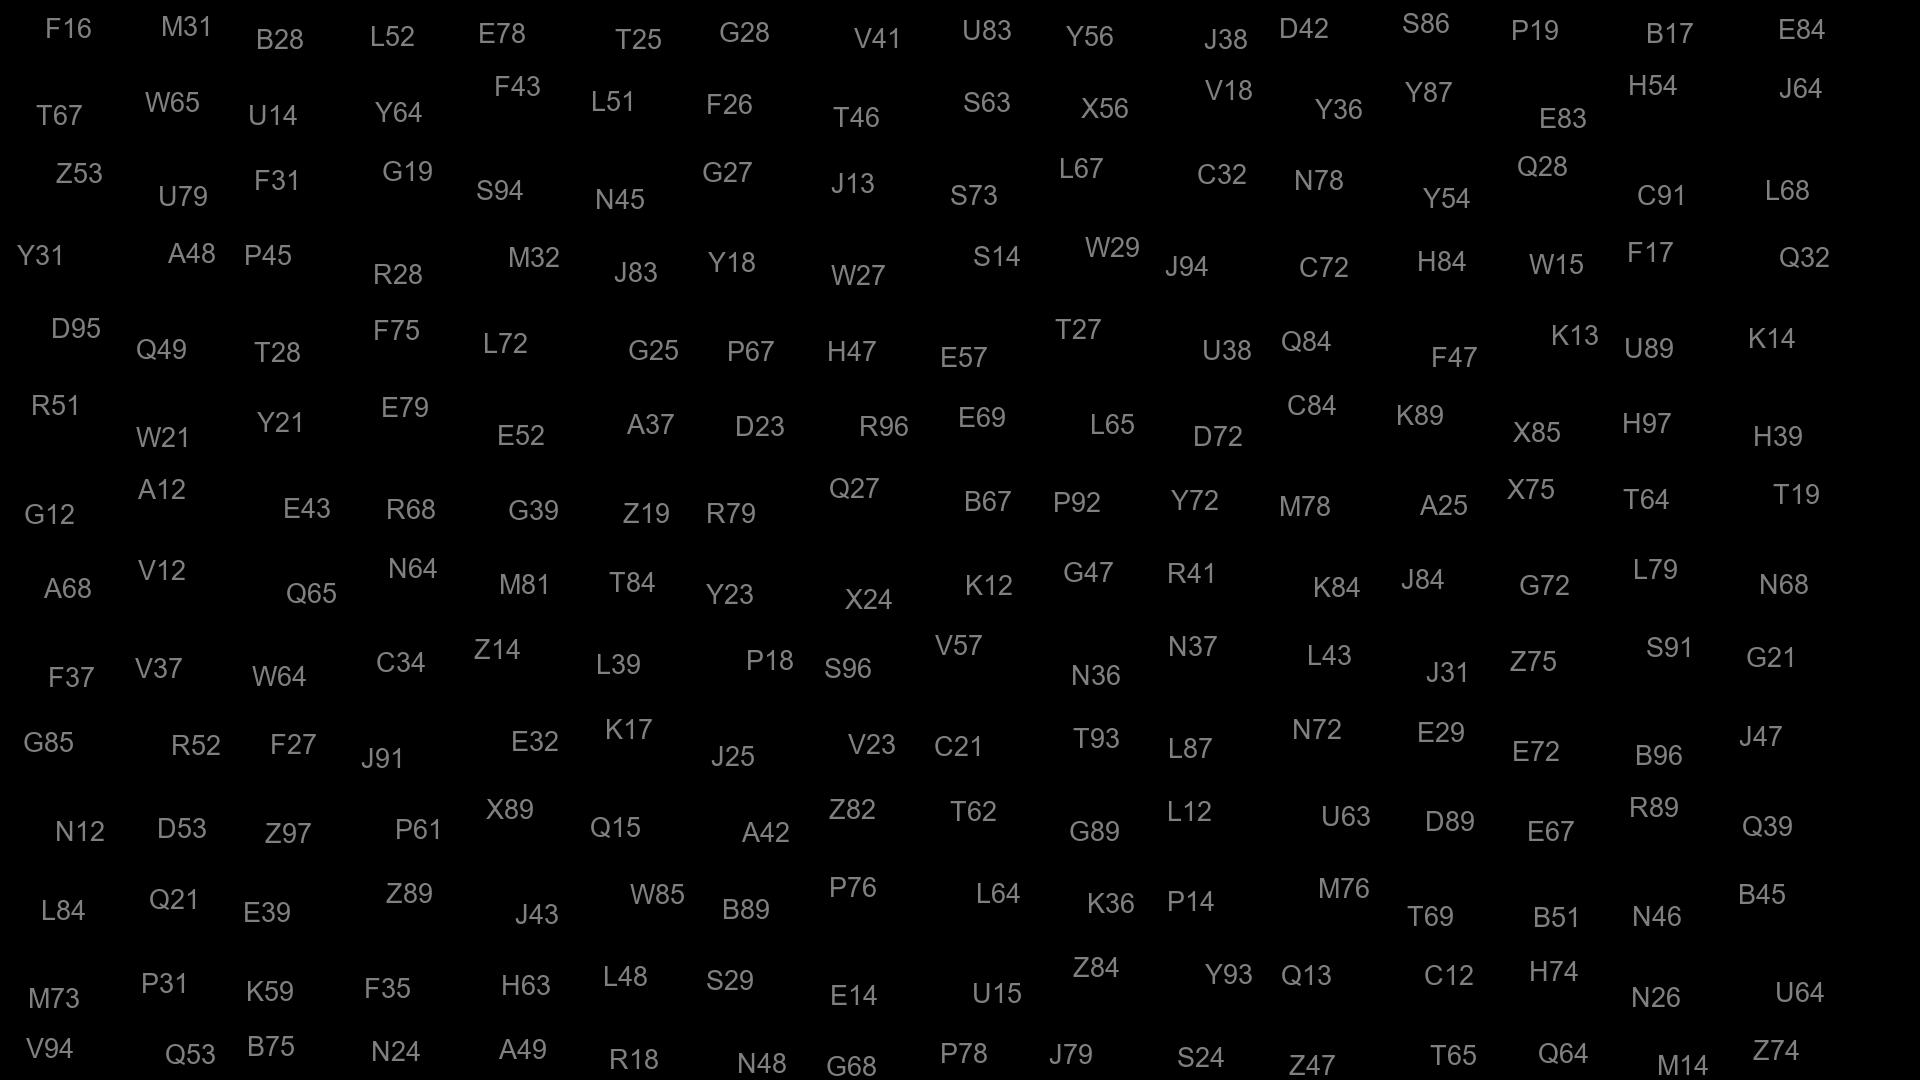 F16 M31 B28 L52 E78 T25 G28 V41 U83 Y56 J38 D42 S86 P19 B17 E84
T67 W65 U14 Y64 F43 L51 F26 T46 S63 X56 V18 Y36 Y87 E83 H54 J64
Z53 U79 F31 G19 S94 N45 G27 J13 S73 L67 C32 N78 Y54 Q28 C91 L68
Y31 A48 P45 R28 M32 J83 Y18 W27 S14 W29 J94 C72 H84 W15 F17 Q32
D95 Q49 T28 F75 L72 G25 P67 H47 E57 T27 U38 Q84 F47 K13 U89 K14
R51 W21 Y21 E79 E52 A37 D23 R96 E69 L65 D72 C84 K89 X85 H97 H39
G12 A12 E43 R68 G39 Z19 R79 Q27 B67 P92 Y72 M78 A25 X75 T64 T19
A68 V12 Q65 N64 M81 T84 Y23 X24 K12 G47 R41 K84 J84 G72 L79 N68
F37 V37 W64 C34 Z14 L39 P18 S96 V57 N36 N37 L43 J31 Z75 S91 G21
G85 R52 F27 J91 E32 K17 J25 V23 C21 T93 L87 N72 E29 E72 B96 J47
N12 D53 Z97 P61 X89 Q15 A42 Z82 T62 G89 L12 U63 D89 E67 R89 Q39
L84 Q21 E39 Z89 J43 W85 B89 P76 L64 K36 P14 M76 T69 B51 N46 B45
M73 P31 K59 F35 H63 L48 S29 E14 U15 Z84 Y93 Q13 C12 H74 N26 U64
V94 Q53 B75 N24 A49 R18 N48 G68 P78 J79 S24 Z47 T65 Q64 M14 Z74